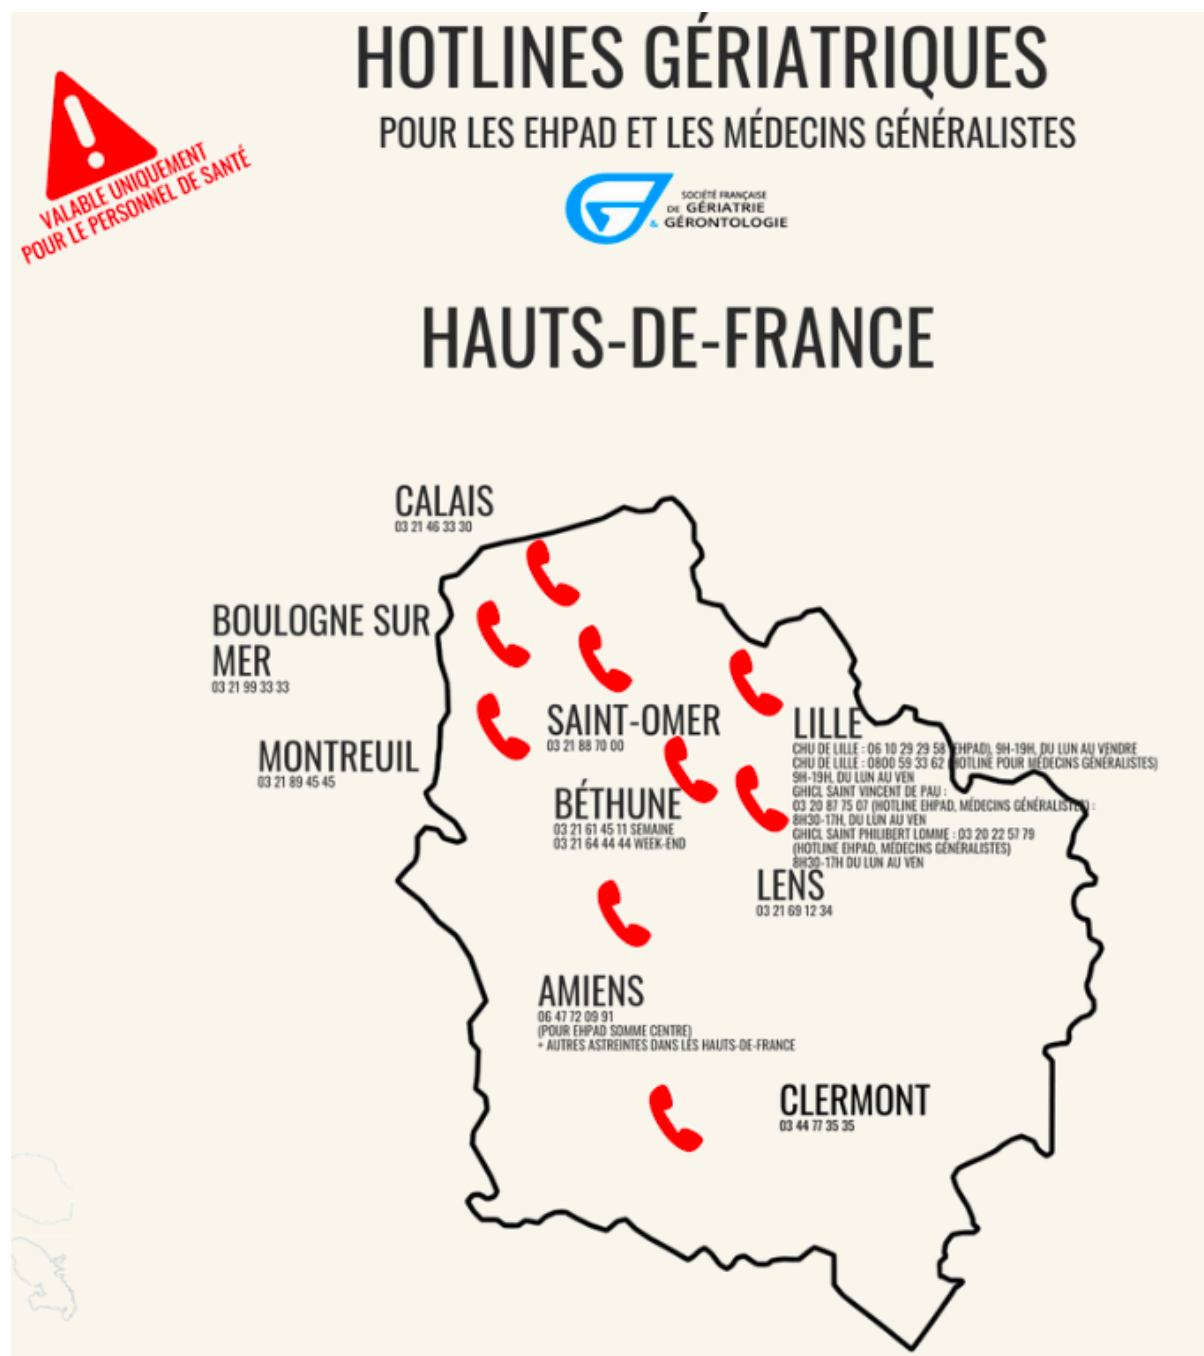 HOTLINES GÉRIATRIQUES
POUR LES EHPAD ET LES MÉDECINS GÉNÉRALISTES
VALABLE UNIQUEMENT
POUR LE PERSONNEL DE SANTÉ
SOCIÉTÉ FRANÇAISE
DE GÉRIATRIE
& GÉRONTOLOGIE
HAUTS-DE-FRANCE
CALAIS
03 21 46 33 30
BOULOGNE SUR
MER
03 21 99 33 33
MONTREUIL
03 21 89 45 45
SAINT-OMER
03 21 88 70 00
LILLE
CHU DE LILLE : 06 10 29 29 58 (EHPAD), 9H-19H, DU LUN AU VENDRE
CHU DE LILLE : 0800 59 33 62 (HOTLINE POUR MÉDECINS GÉNÉRALISTES)
9H-19H, DU LUN AU VEN
GHICL SAINT VINCENT DE PAU :
03 20 87 75 07 (HOTLINE EHPAD, MÉDECINS GÉNÉRALISTES) :
8H30-17H, DU LUN AU VEN
GHICL SAINT PHILIBERT LOMME : 03 20 22 57 79
(HOTLINE EHPAD, MÉDECINS GÉNÉRALISTES)
8H30-17H DU LUN AU VEN
BÉTHUNE
03 21 61 45 11 SEMAINE
03 21 64 44 44 WEEK-END
LENS
03 21 69 12 34
AMIENS
06 47 72 09 91
(POUR EHPAD SOMME CENTRE)
+ AUTRES ASTREINTES DANS LES HAUTS-DE-FRANCE
CLERMONT
03 44 77 35 35